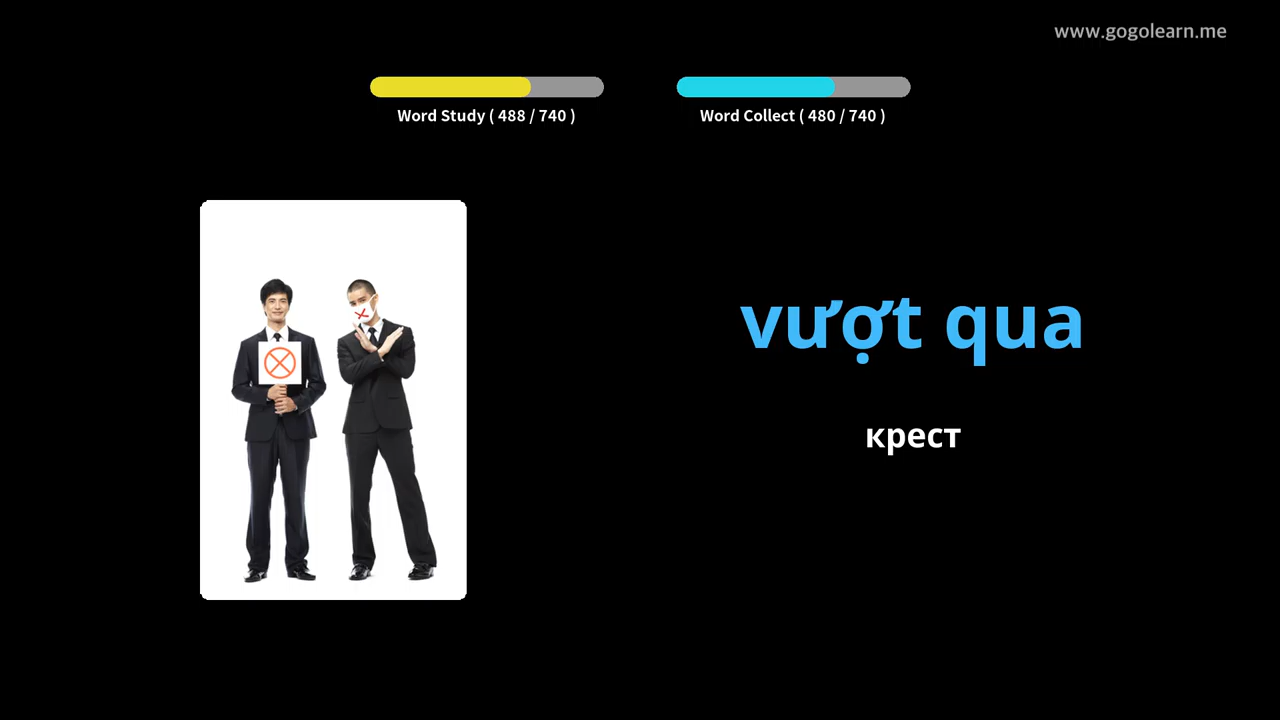 www.gogolearn.me
Word Study ( 488 / 740 )
Word Collect ( 480 / 740 )
vượt qua
крест